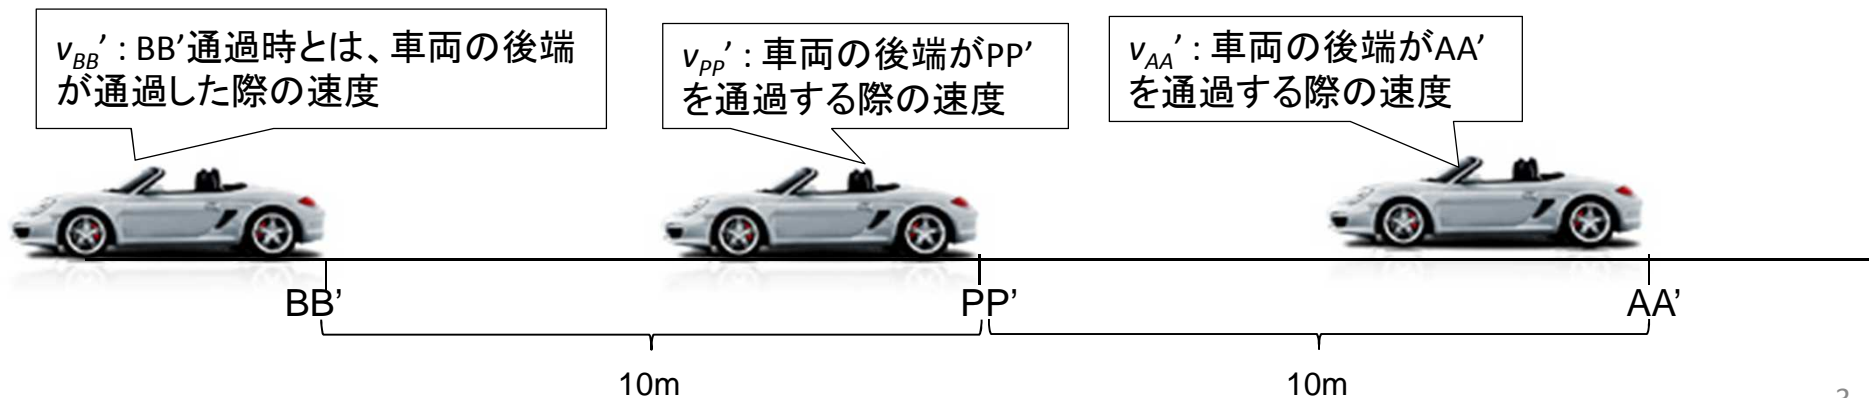 v_BB' : BB'通過時とは、車両の後端
が通過した際の速度
v_PP' : 車両の後端がPP'
を通過する際の速度
v_AA' : 車両の後端がAA'
を通過する際の速度
BB'
PP'
AA'
10m
10m